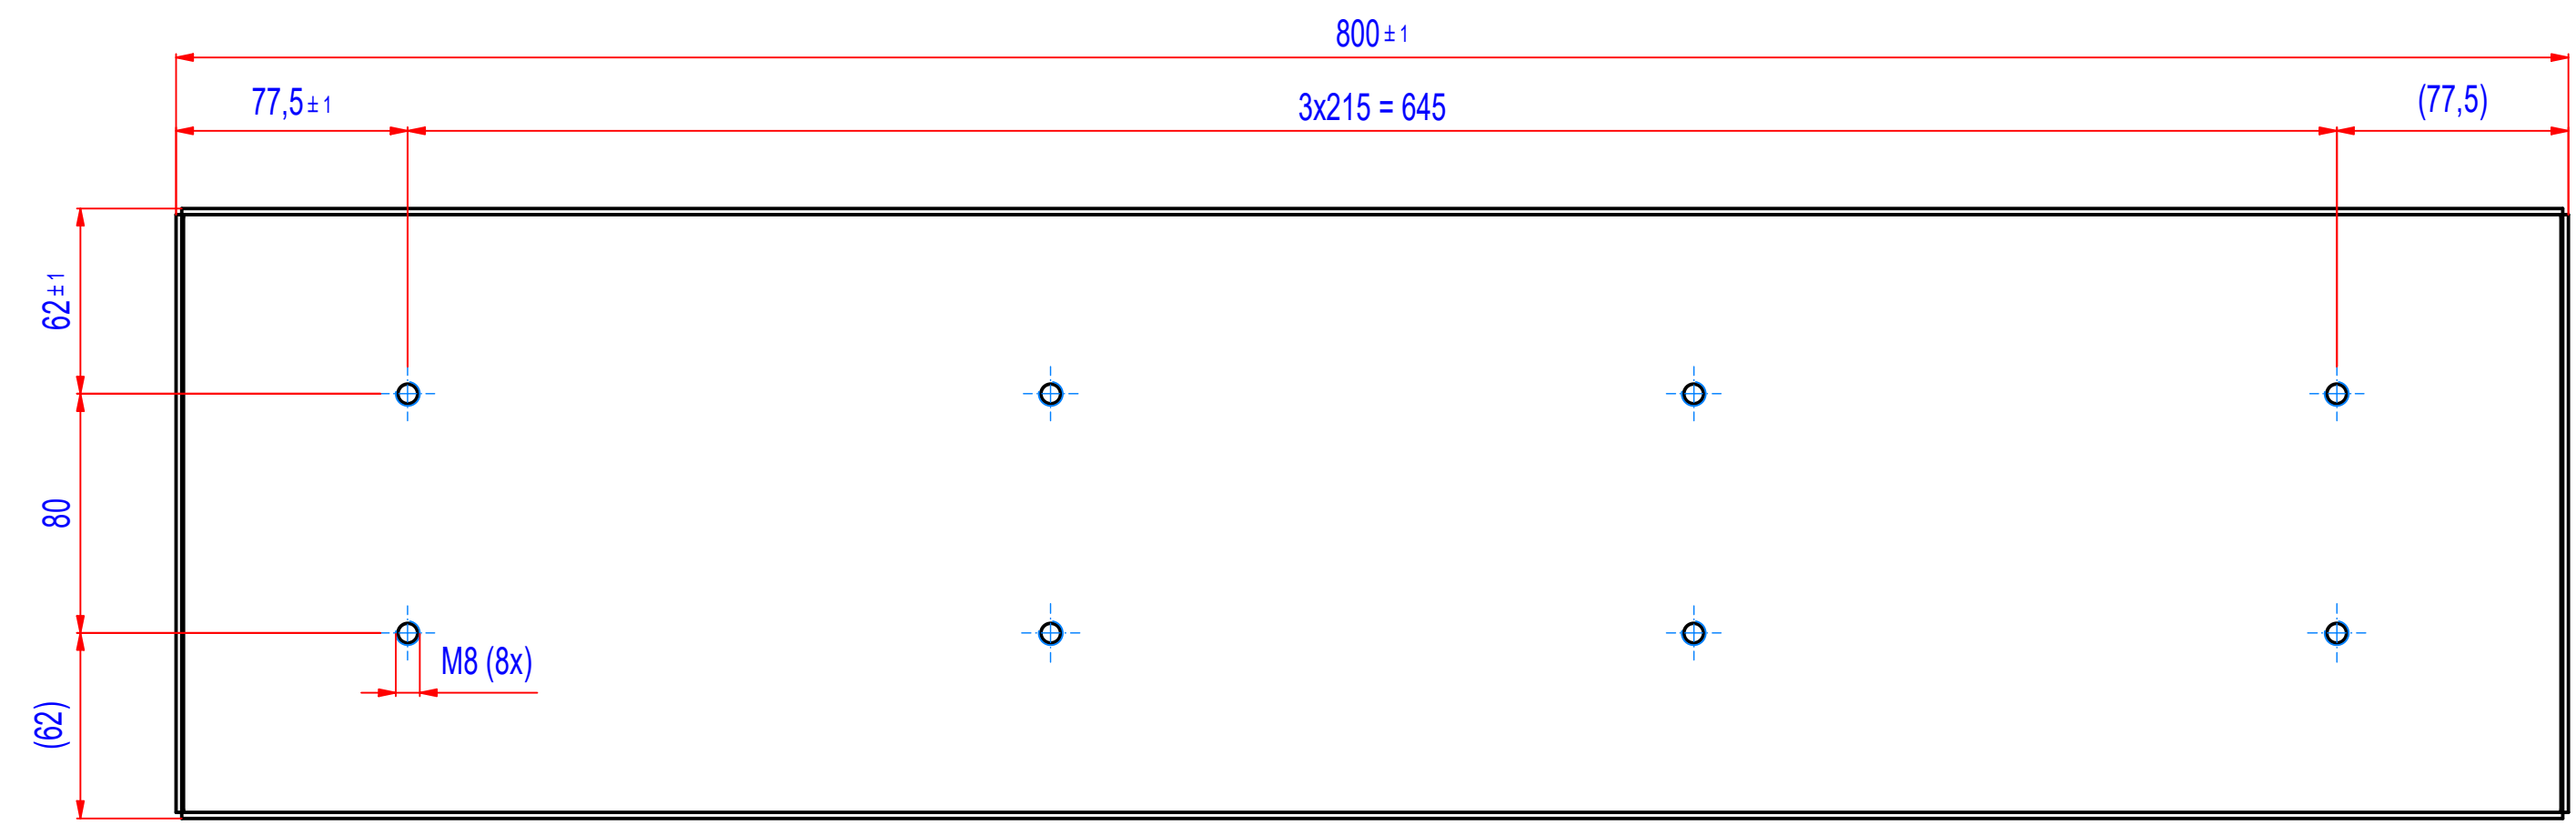 800 ± 1
77,5 ± 1
3x215 = 645
(77,5)
62 ± 1
80
M8 (8x)
(62)